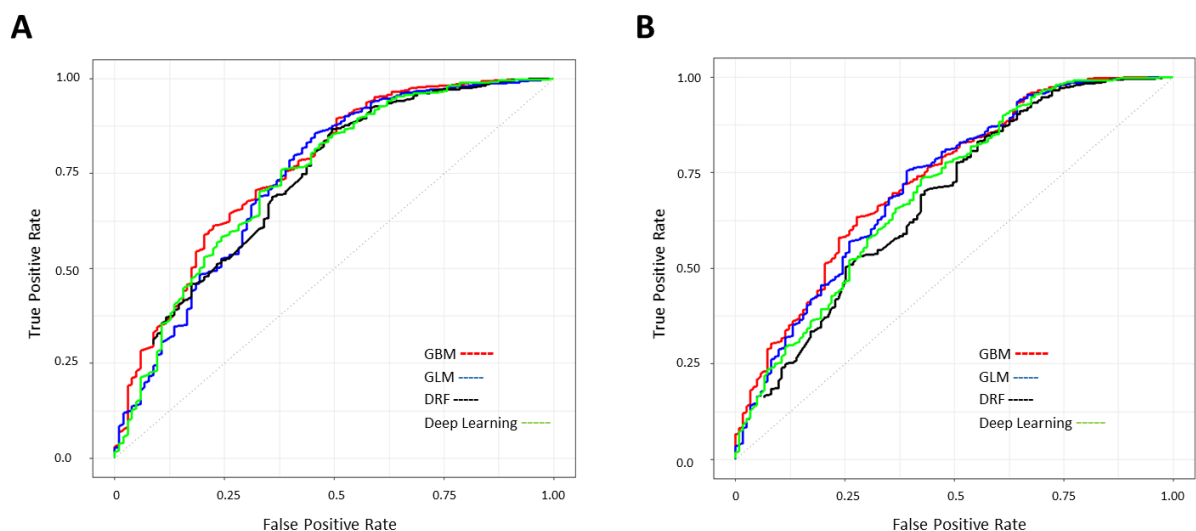 A
True Positive Rate
1.00
0.75
0.50
0.25
0.0
GBM
GLM
DRF
Deep Learning
0
0.25
0.5
0.75
1.00
False Positive Rate
B
True Positive Rate
1.00
0.75
0.50
0.25
0.0
GBM
GLM
DRF
Deep Learning
0
0.25
0.5
0.75
1.00
False Positive Rate